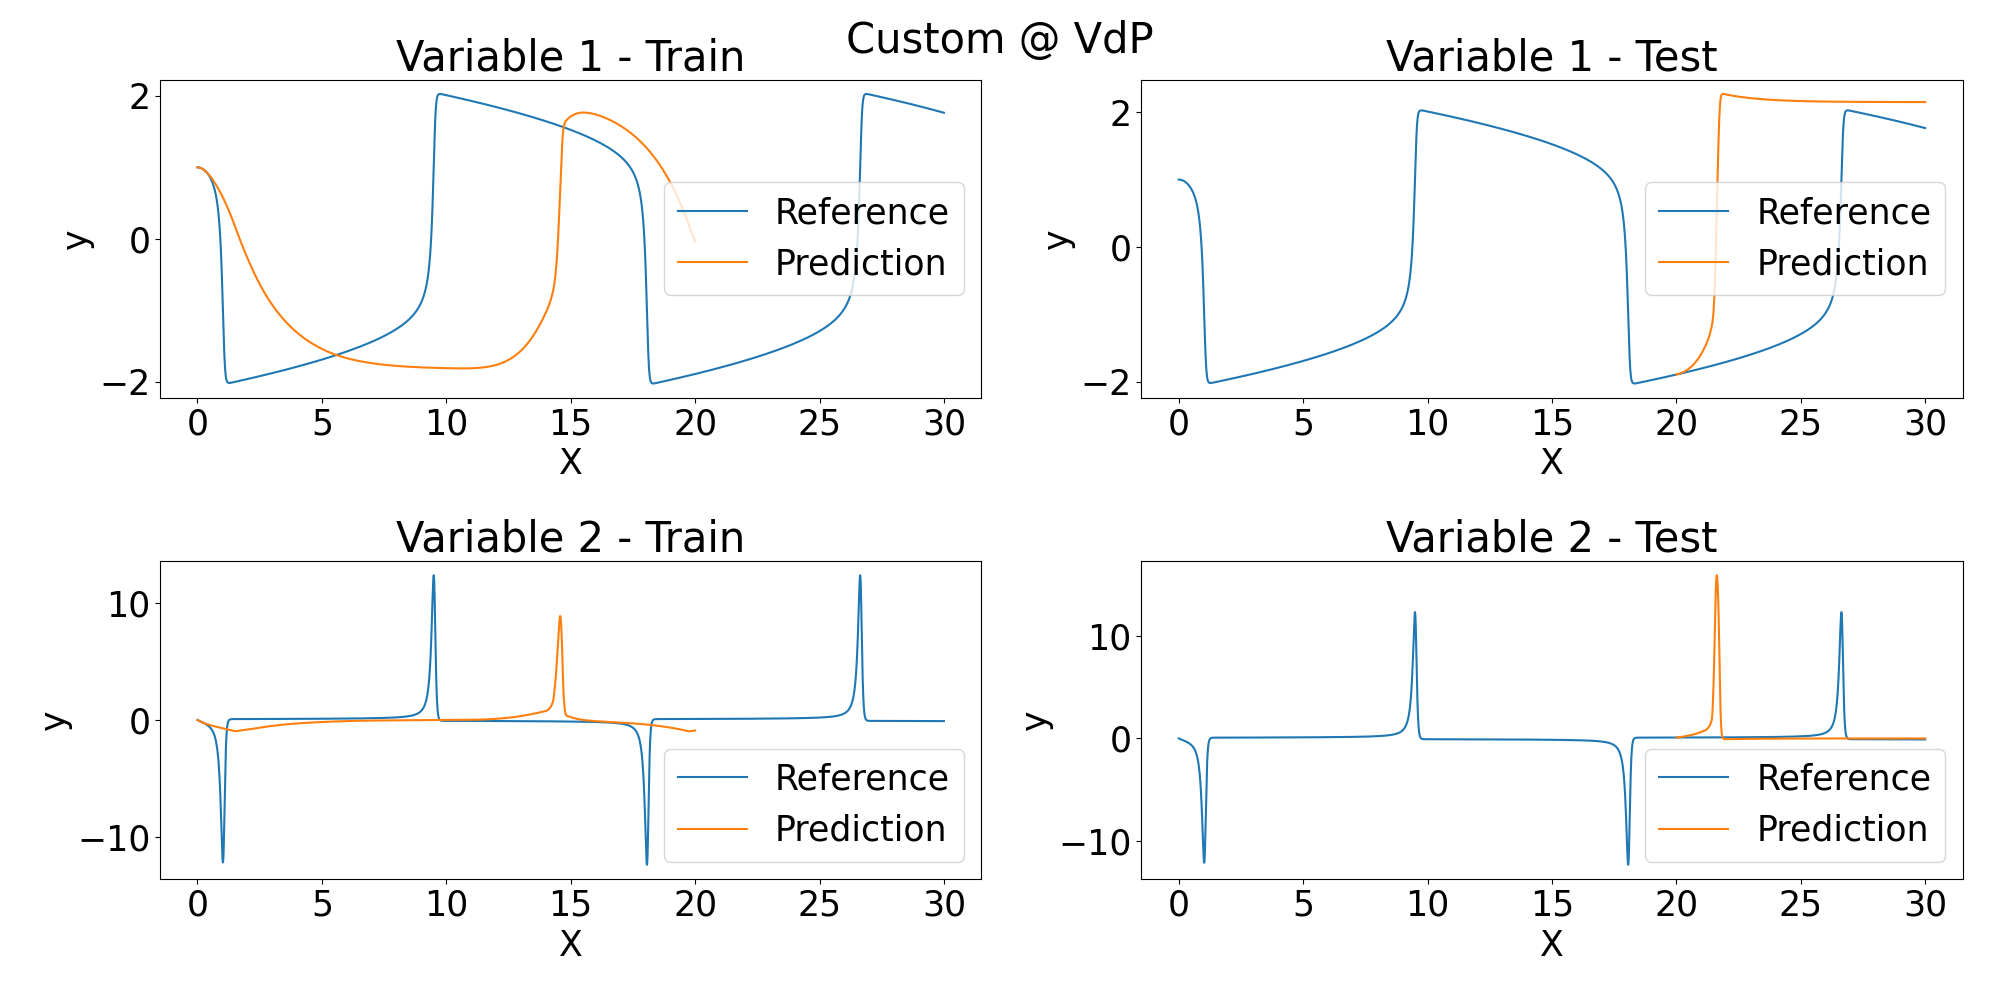 Custom @ VdP
Variable 1 - Train
2
0
−2
y
0 5 10 15 20 25 30
X
Reference
Prediction
Variable 1 - Test
2
0
−2
y
0 5 10 15 20 25 30
X
Reference
Prediction
Variable 2 - Train
10
0
−10
y
0 5 10 15 20 25 30
X
Reference
Prediction
Variable 2 - Test
10
0
−10
y
0 5 10 15 20 25 30
X
Reference
Prediction